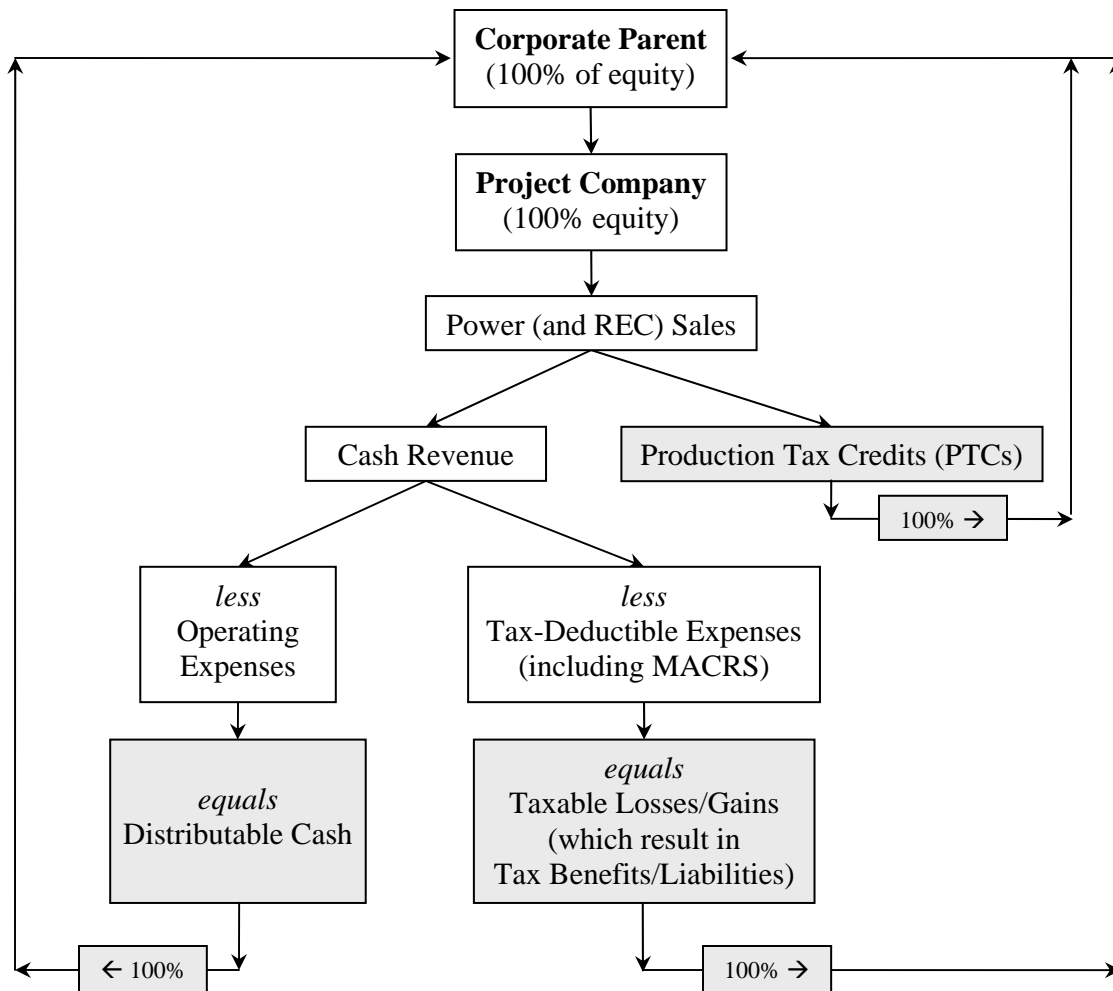 Corporate Parent
(100% of equity)
Project Company
(100% equity)
Power (and REC) Sales
Cash Revenue
Production Tax Credits (PTCs)
100% →
less
Operating
Expenses
less
Tax-Deductible Expenses
(including MACRS)
equals
Distributable Cash
equals
Taxable Losses/Gains
(which result in
Tax Benefits/Liabilities)
← 100%
100% →